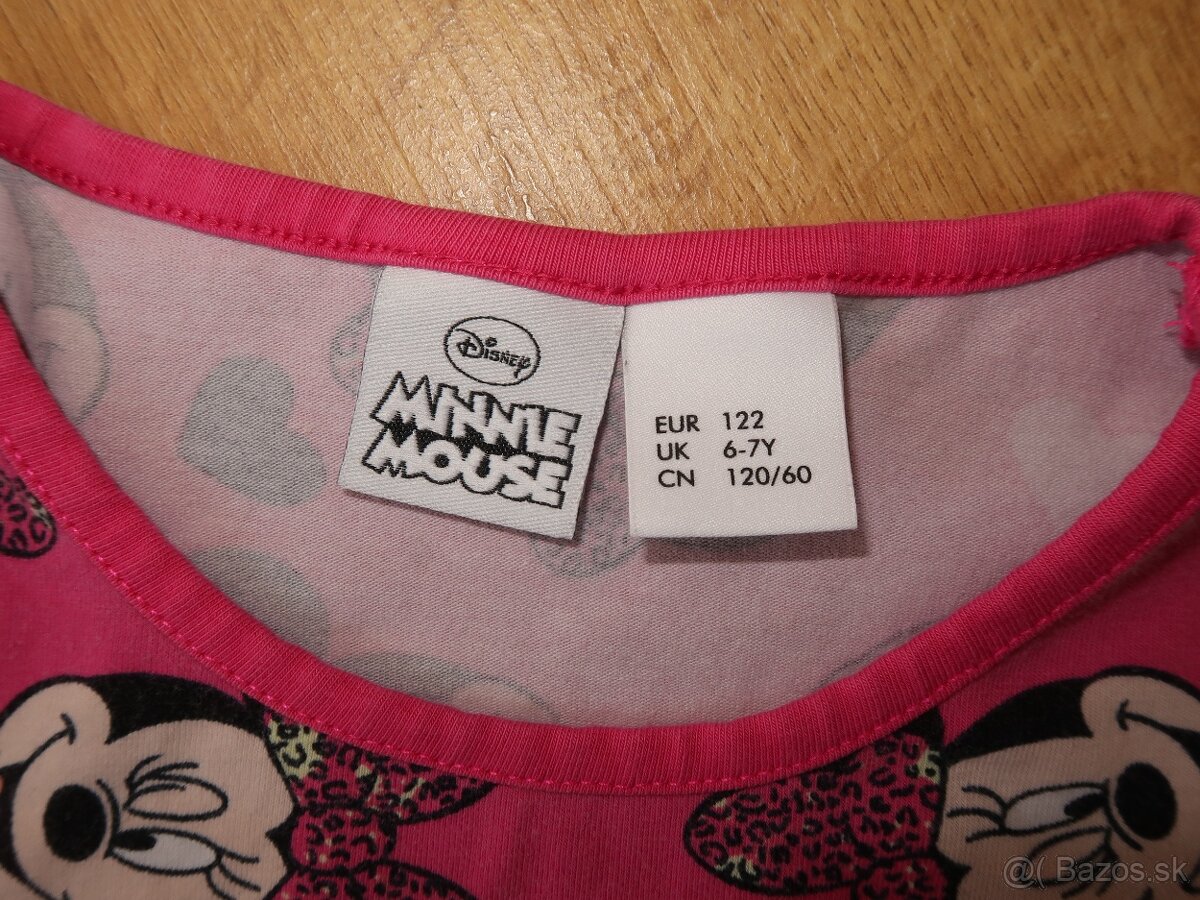 Disney
MINNIE
MOUSE
EUR 122
UK 6-7Y
CN 120/60
@( Bazos.sk